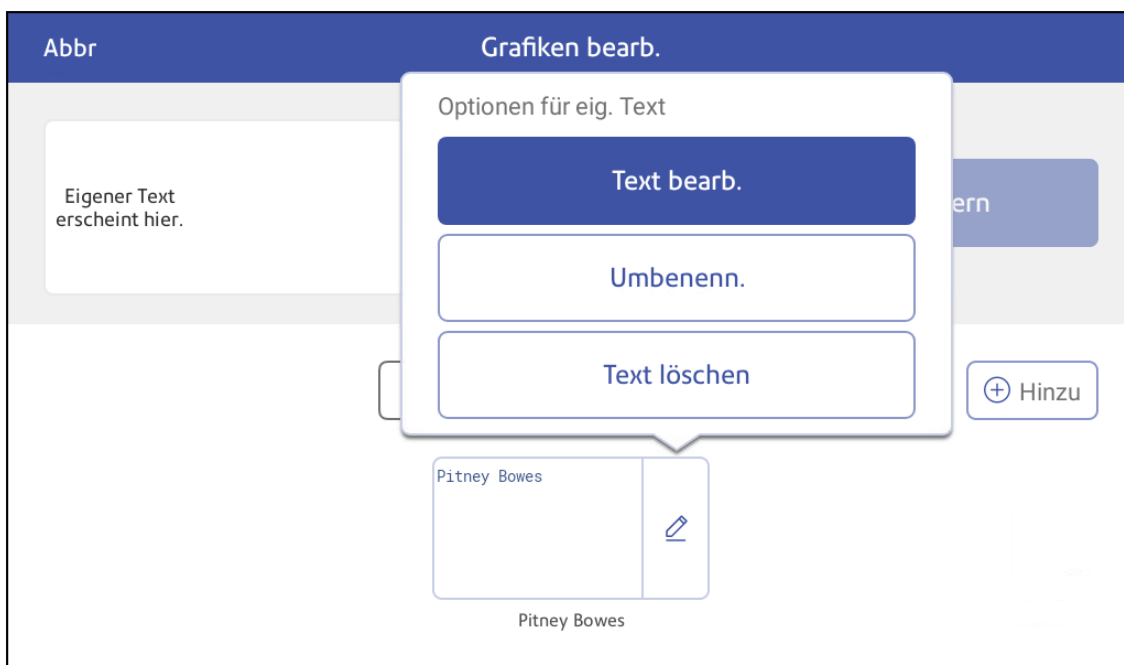 Abbr
Grafiken bearb.
Optionen für eig. Text
Text bearb.
Eigener Text
erscheint hier.
ern
Umbenenn.
Text löschen
Hinzu
Pitney Bowes
Pitney Bowes